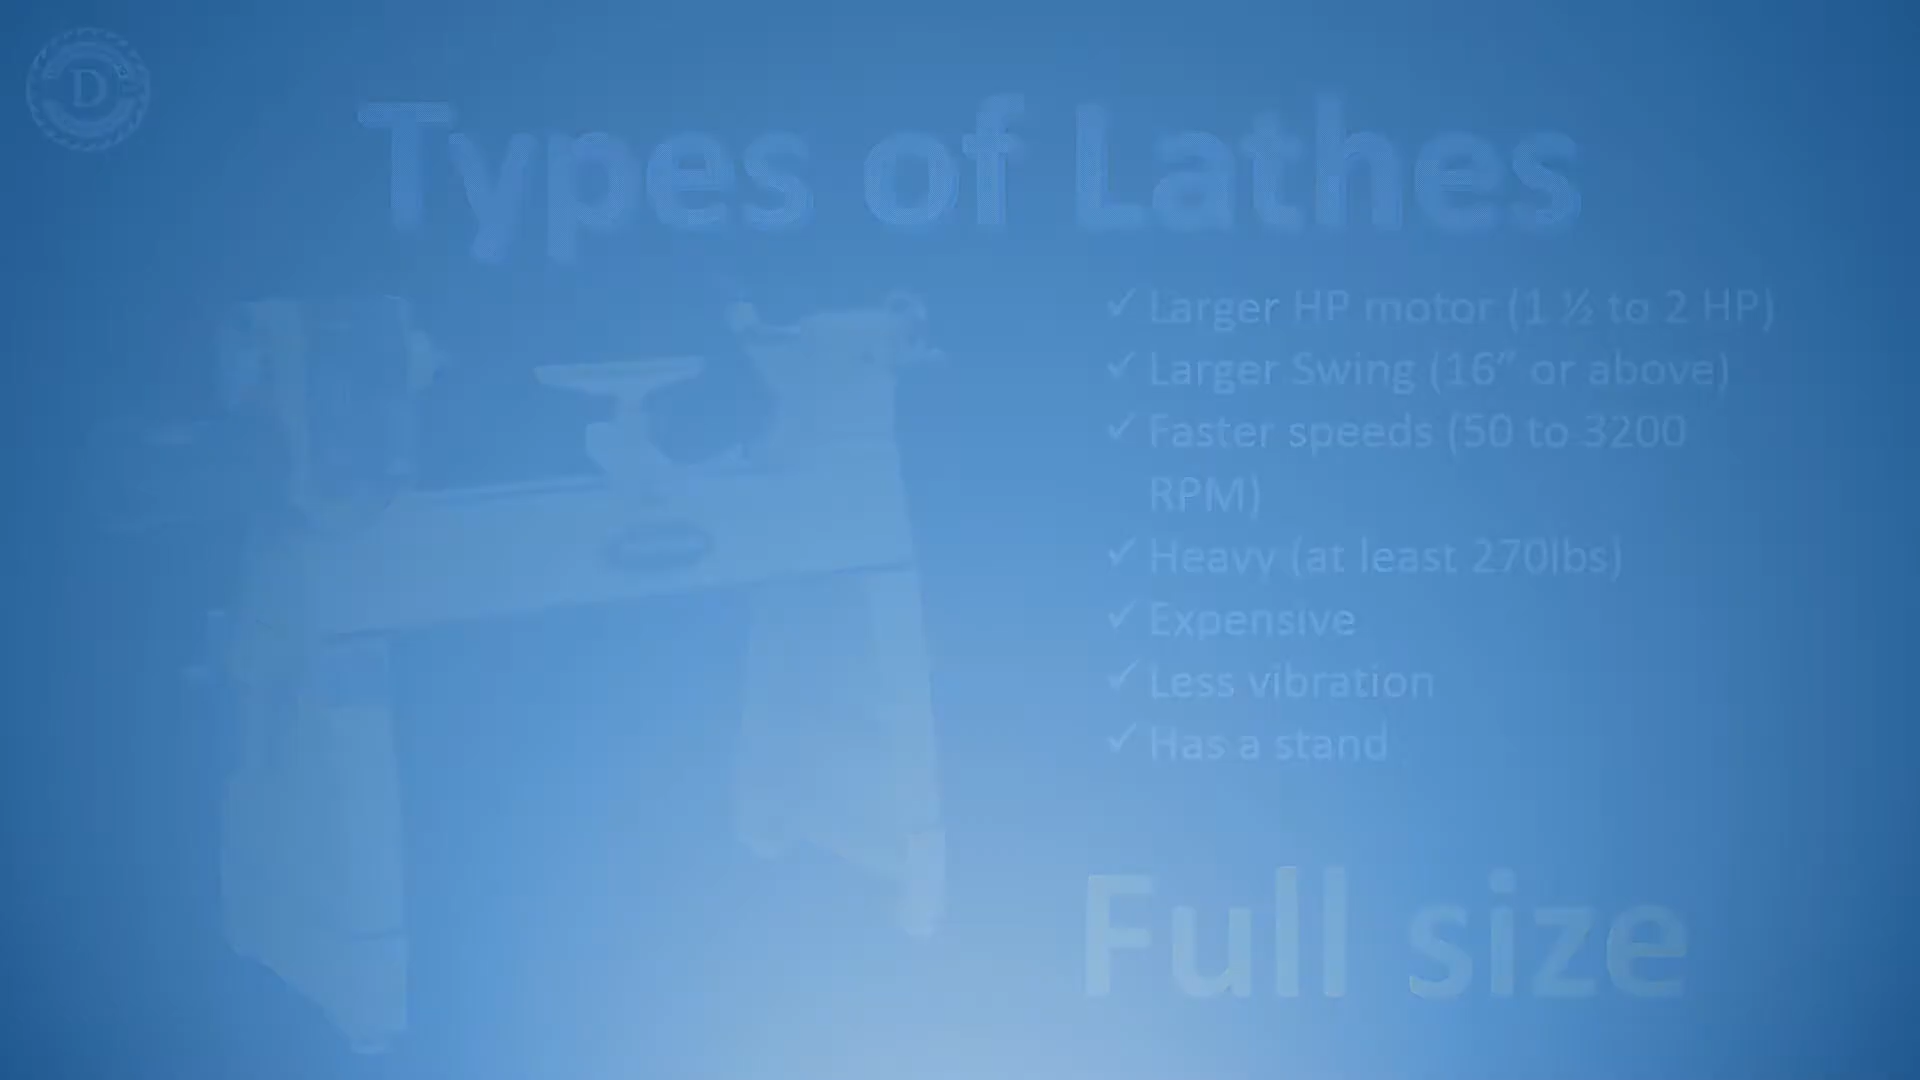 D
Types of Lathes
✓ Larger HP motor (1 ½ to 2 HP)
✓ Larger Swing (16” or above)
✓ Faster speeds (50 to 3200
RPM)
✓ Heavy (at least 270lbs)
✓ Expensive
✓ Less vibration
✓ Has a stand
Full size